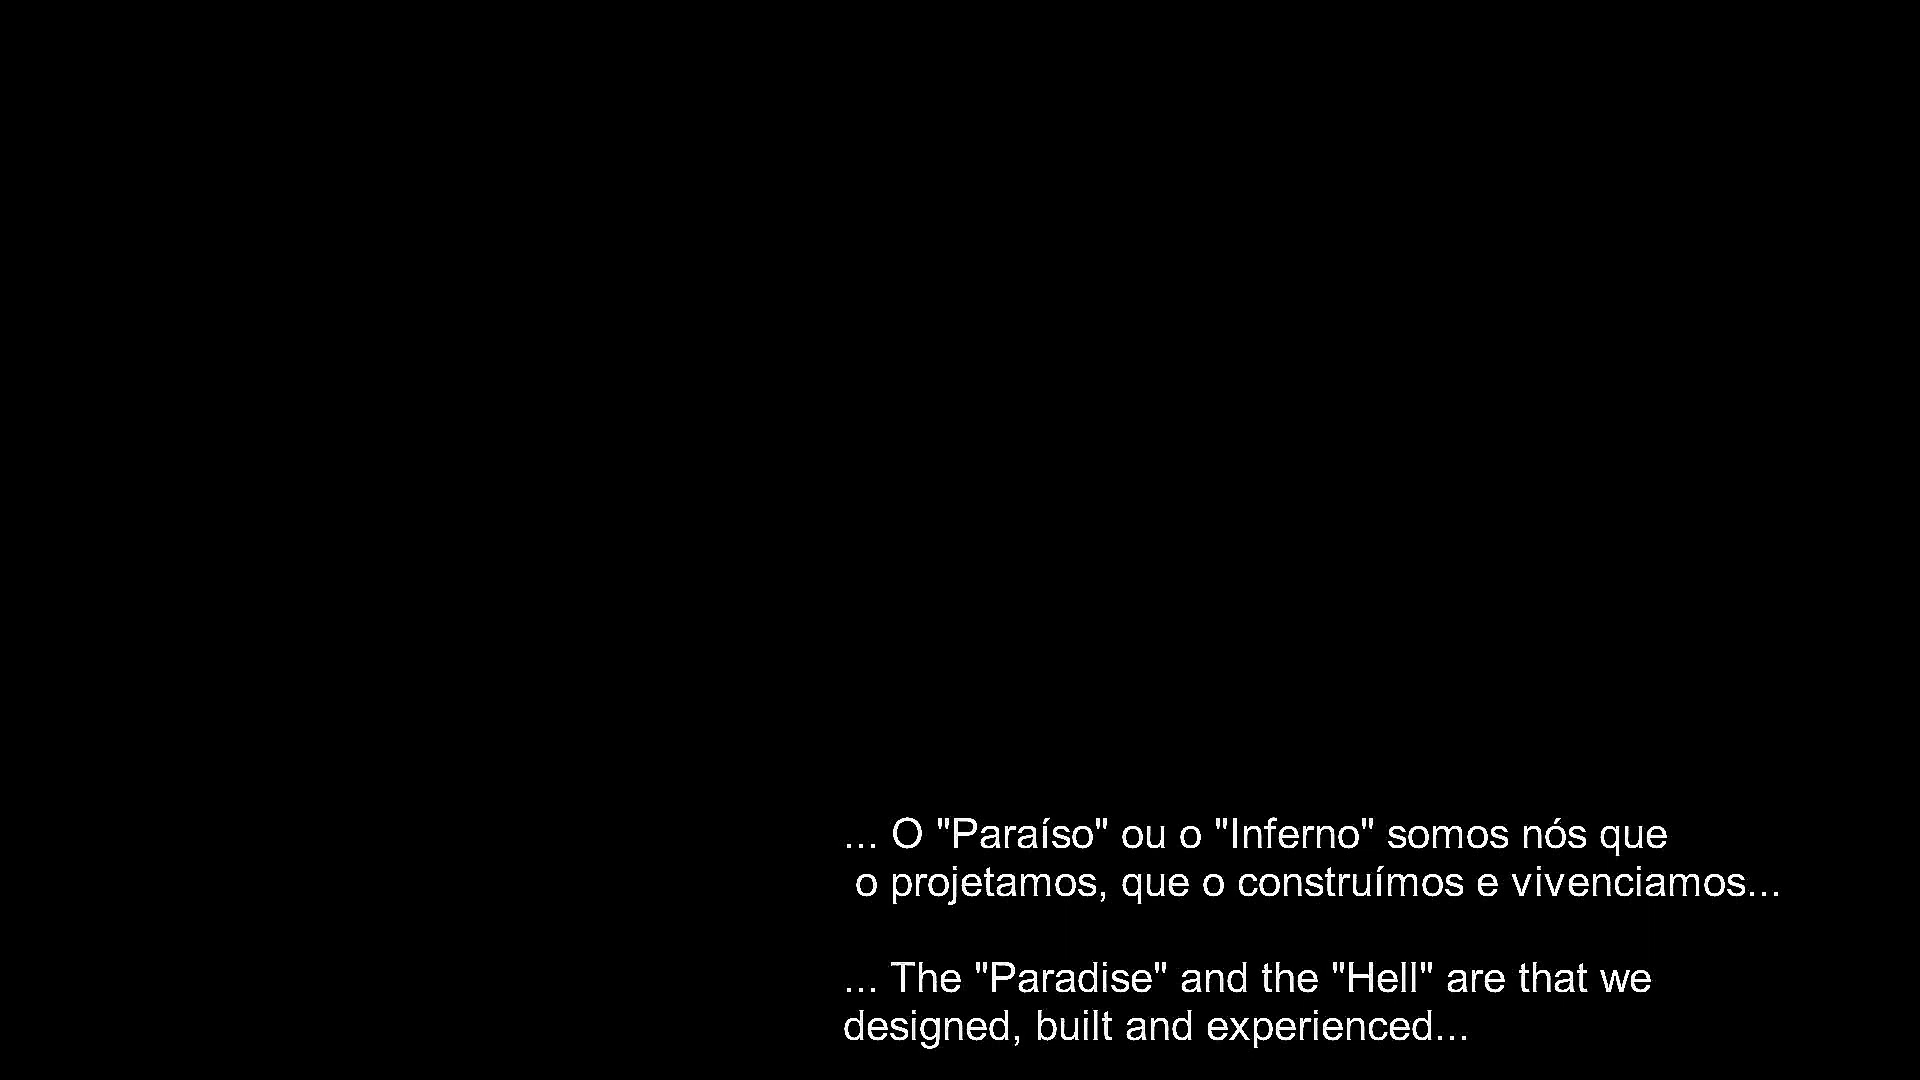 ... O "Paraíso" ou o "Inferno" somos nós que
o projetamos, que o construímos e vivenciamos...
... The "Paradise" and the "Hell" are that we
designed, built and experienced...